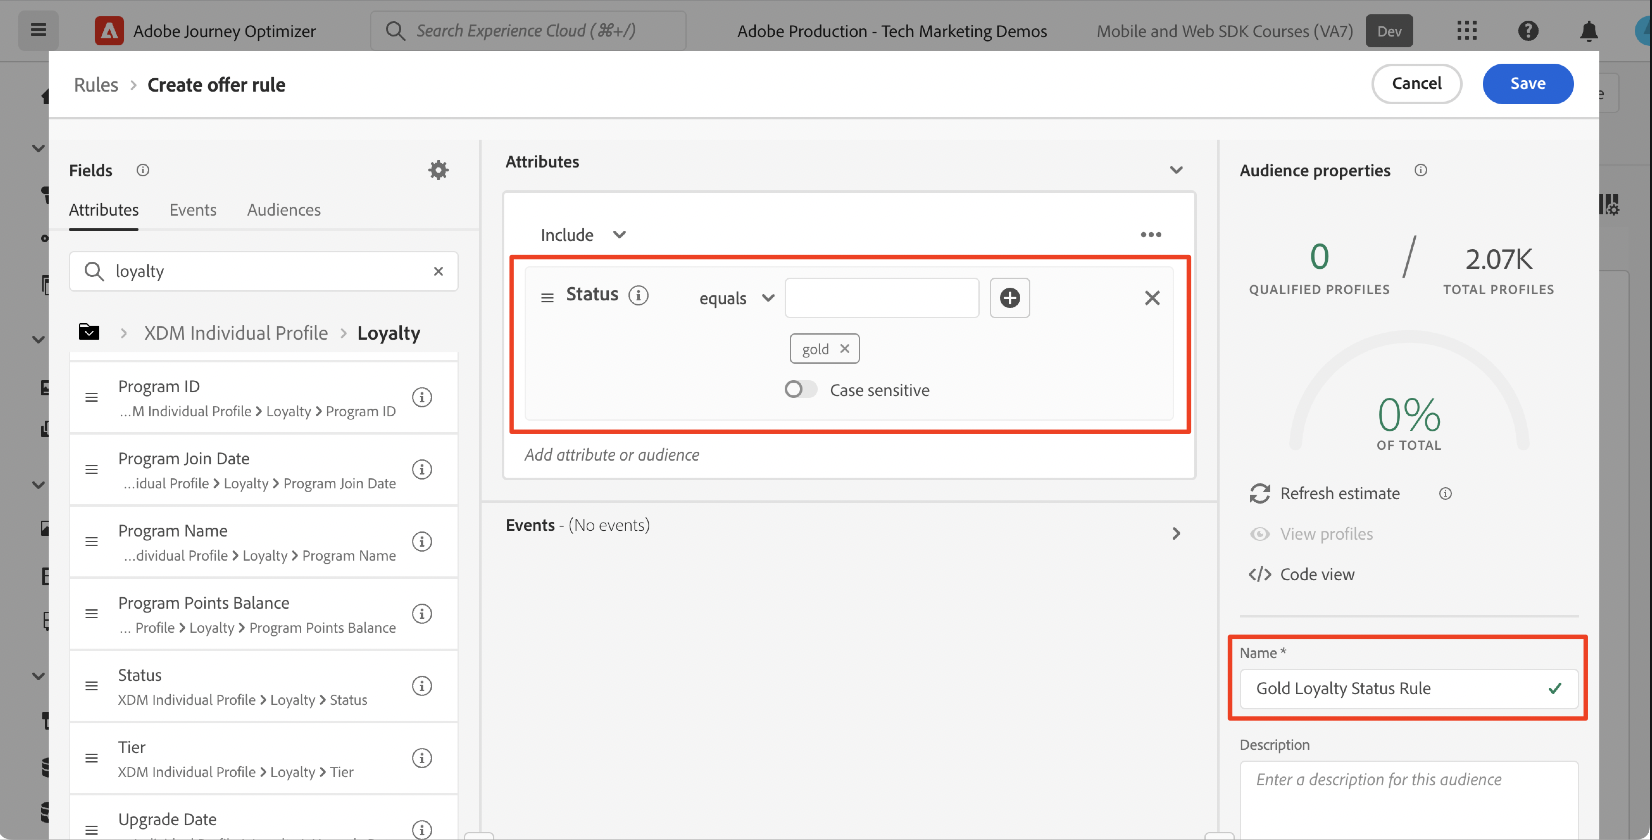 Adobe Journey Optimizer
Search Experience Cloud (⌘+/)
Adobe Production - Tech Marketing Demos
Mobile and Web SDK Courses (VA7)
Dev
Rules > Create offer rule
Cancel
Save
Fields
Attributes
Events
Audiences
loyalty
XDM Individual Profile > Loyalty
Program ID
...M Individual Profile > Loyalty > Program ID
Program Join Date
...idual Profile > Loyalty > Program Join Date
Program Name
...dividual Profile > Loyalty > Program Name
Program Points Balance
... Profile > Loyalty > Program Points Balance
Status
XDM Individual Profile > Loyalty > Status
Tier
XDM Individual Profile > Loyalty > Tier
Upgrade Date
Attributes
Include
Status
equals
gold
Case sensitive
Add attribute or audience
Events - (No events)
Audience properties
0 / 2.07K
QUALIFIED PROFILES
TOTAL PROFILES
0%
OF TOTAL
Refresh estimate
View profiles
</> Code view
Name *
Gold Loyalty Status Rule
Description
Enter a description for this audience